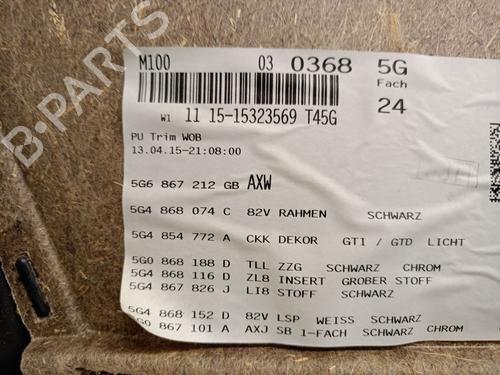 M100 03 0368 5G
Fach
24
W1 11 15-15323569 T45G
PU Trim WOB
13.04.15-21:08:00
5G6 867 212 GB AXW
5G4 868 074 C 82V RAHMEN SCHWARZ
5G4 854 772 A CKK DEKOR GTI / GTD LICHT
5G0 868 188 D TLL ZZG SCHWARZ CHROM
5G4 868 116 D ZL8 INSERT GROBER STOFF
5G4 867 826 J LI8 STOFF SCHWARZ
5G4 868 152 D 82V LSP WEISS SCHWARZ
5G0 867 101 A AXJ SB 1-FACH SCHWARZ CHROM